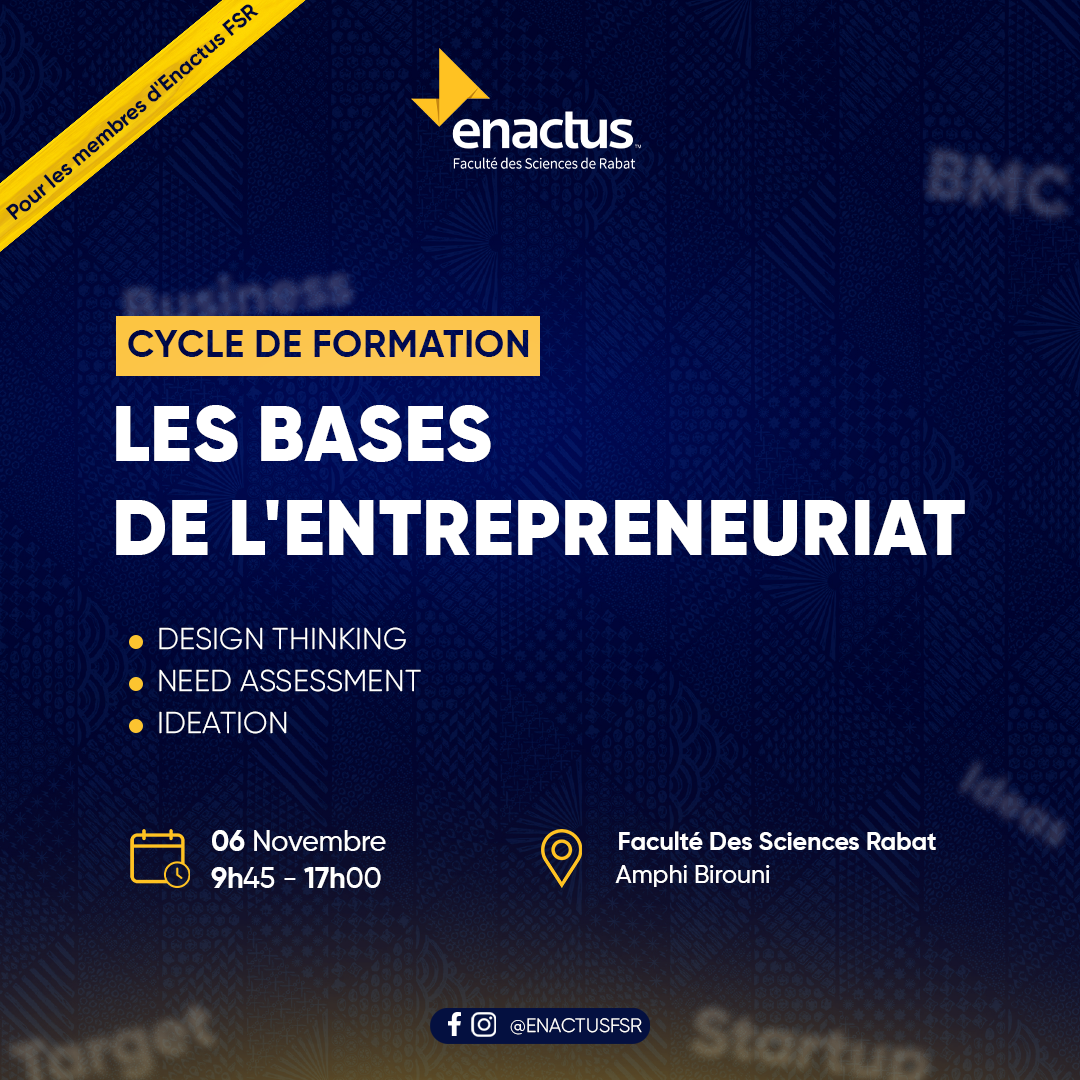 Pour les membres d'Enactus FSR
enactus™
Faculté des Sciences de Rabat
BMC
Business
CYCLE DE FORMATION
LES BASES
DE L'ENTREPRENEURIAT
DESIGN THINKING
NEED ASSESSMENT
IDEATION
Ideas
06 Novembre
9h45 - 17h00
Faculté Des Sciences Rabat
Amphi Birouni
Target
Startup
@ENACTUSFSR